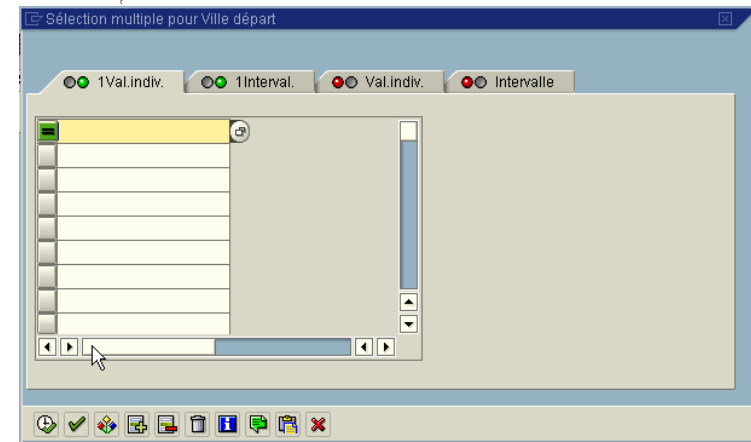 Sélection multiple pour Ville départ
1Val.indiv. 1Interval. Val.indiv. Intervalle